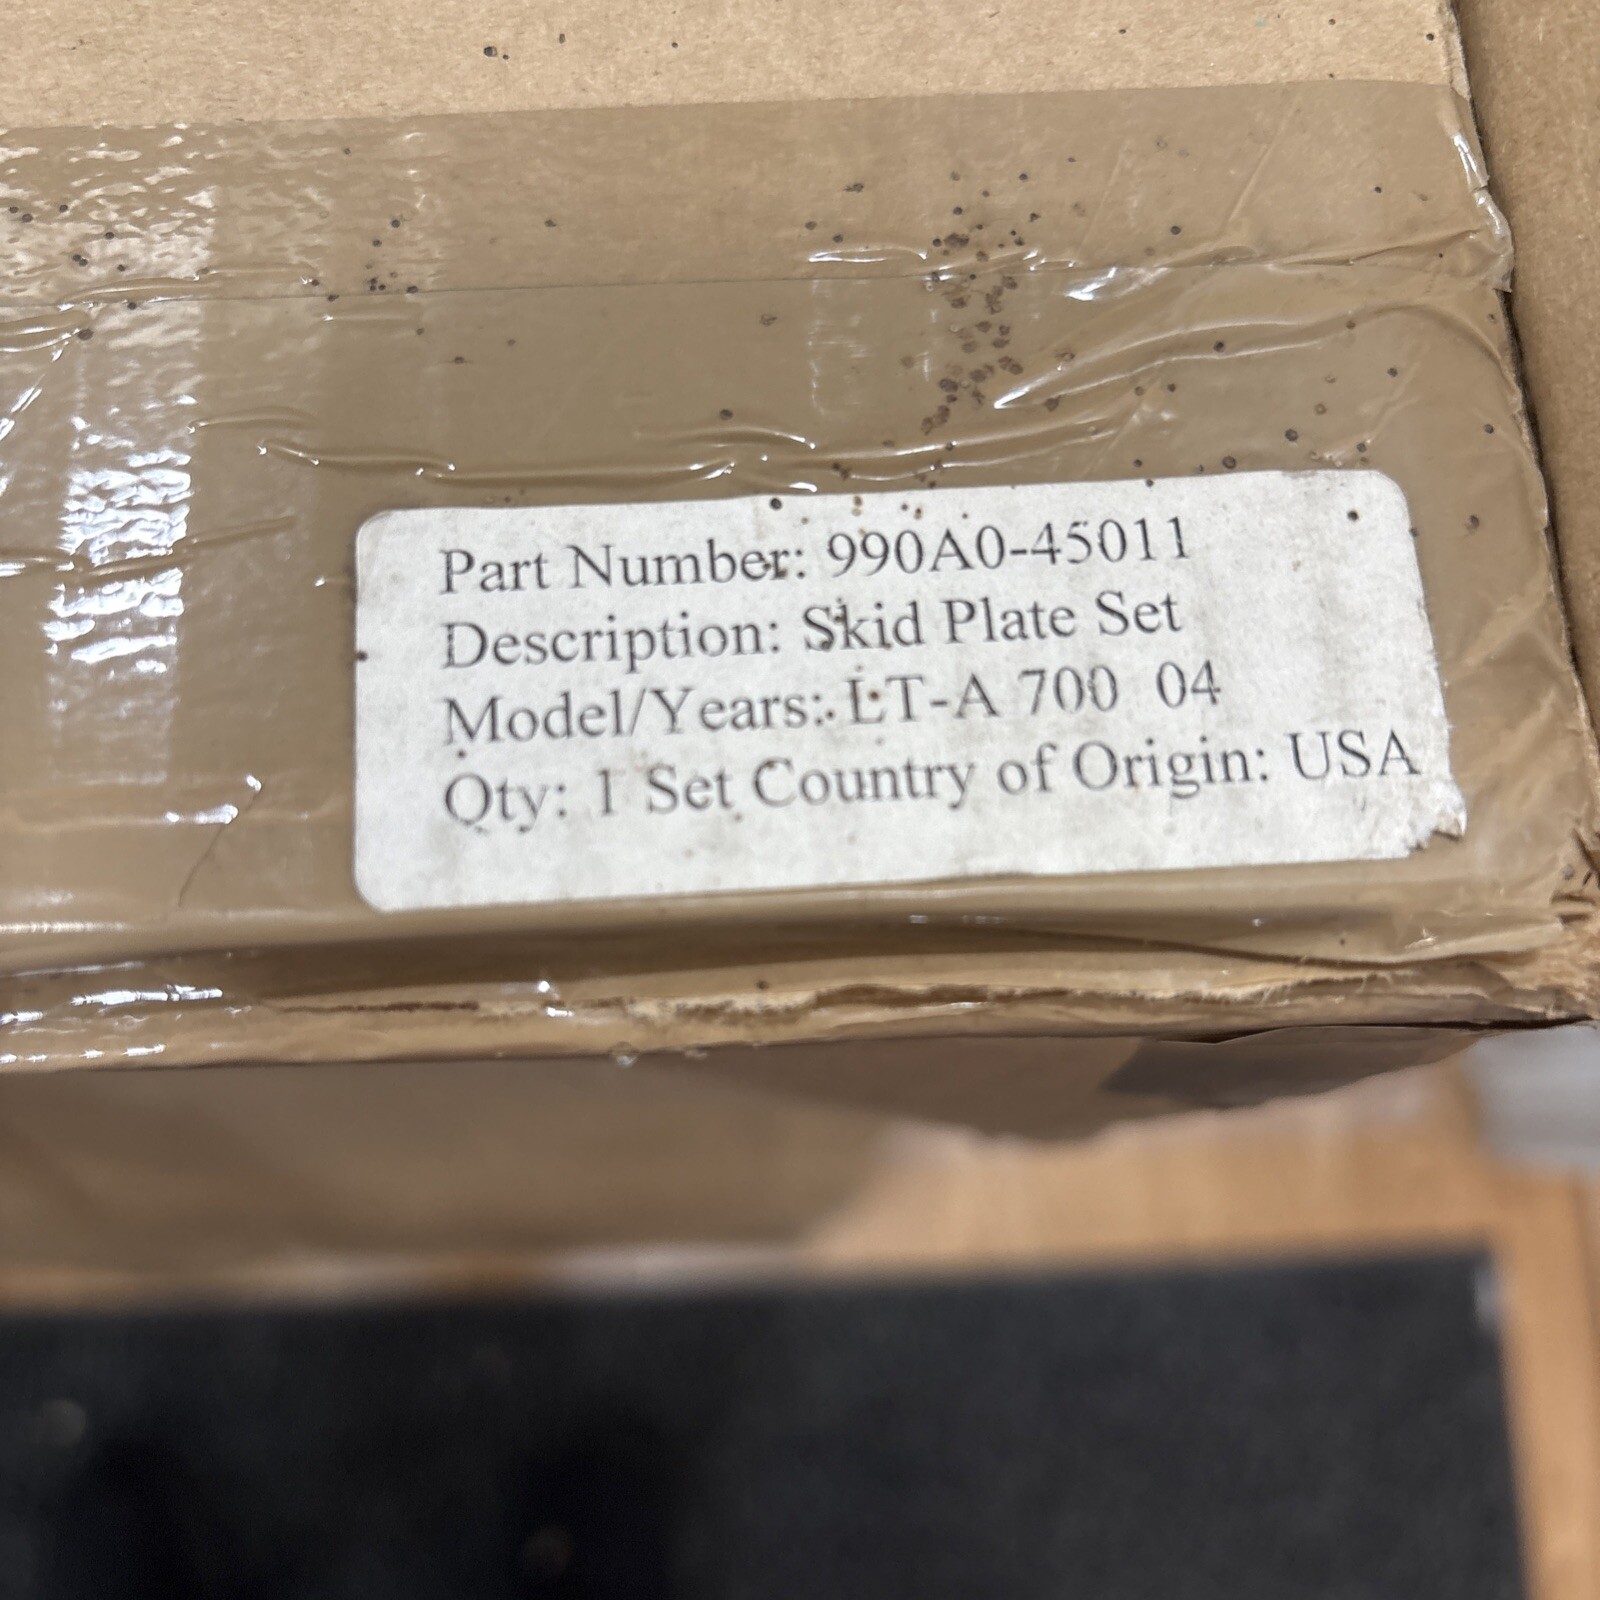 Part Number: 990A0-45011
Description: Skid Plate Set
Model/Years: LT-A 700 04
Qty: 1 Set Country of Origin: USA